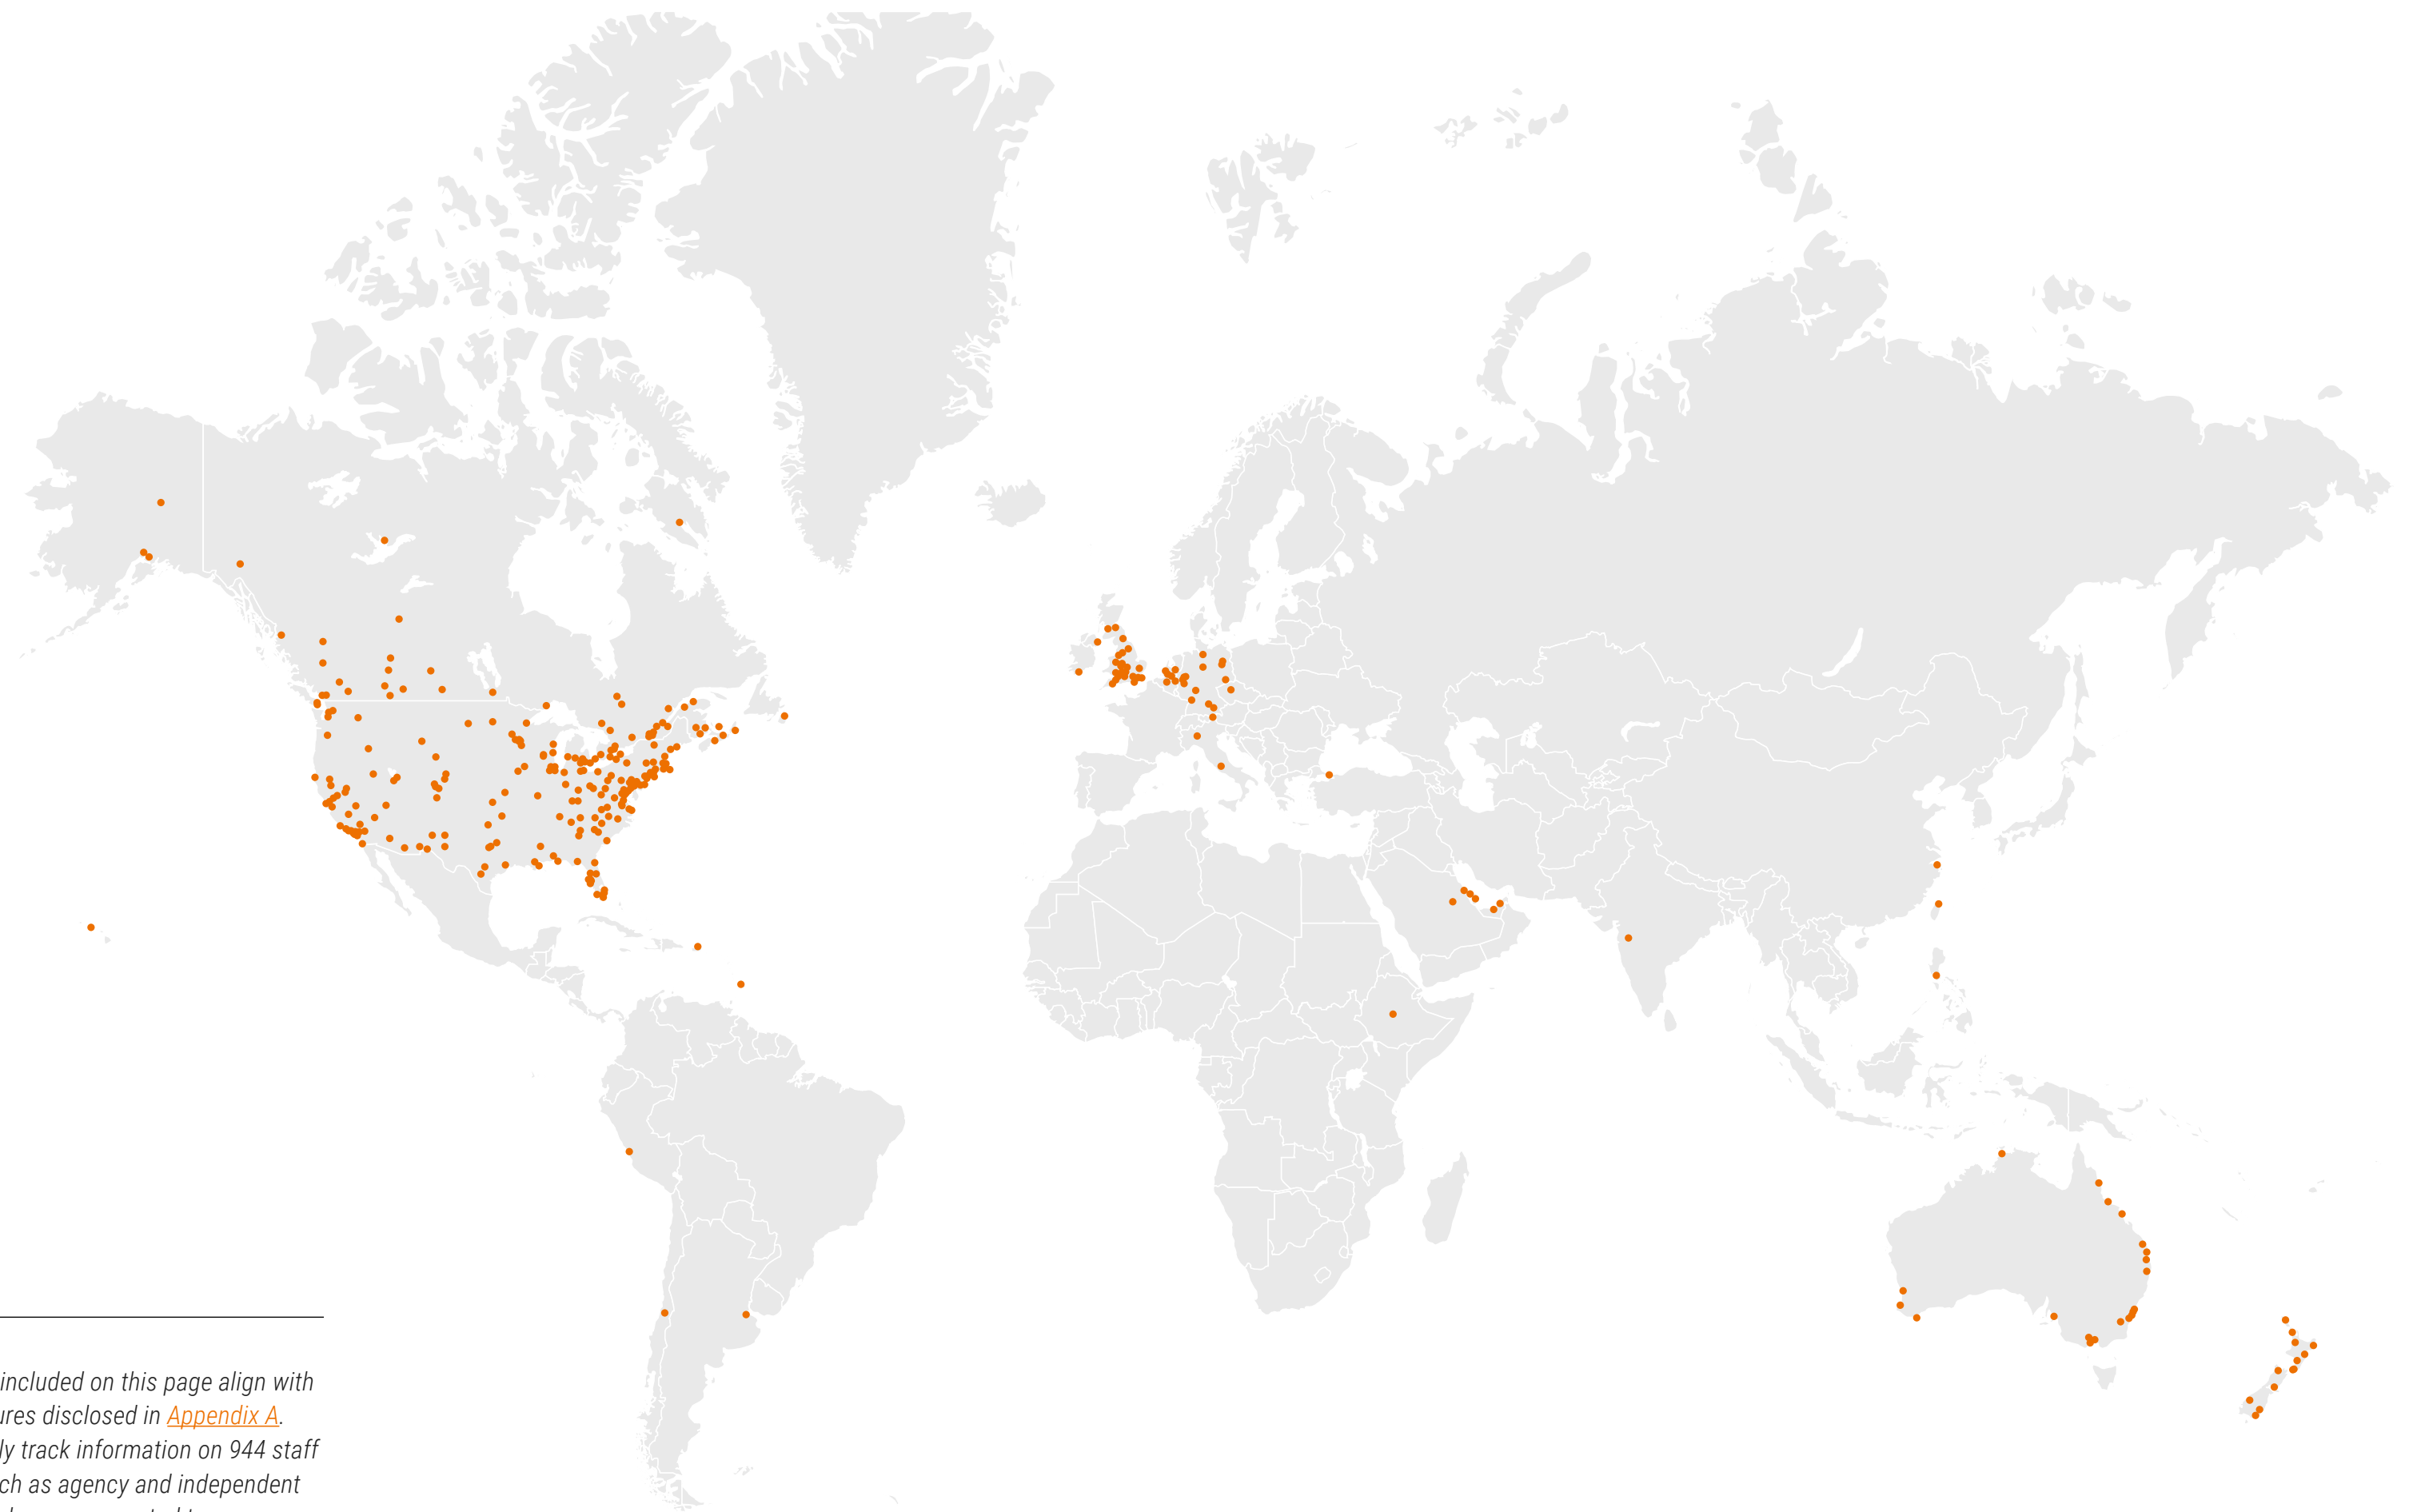 included on this page align with
ures disclosed in Appendix A.
ly track information on 944 staff
ch as agency and independent